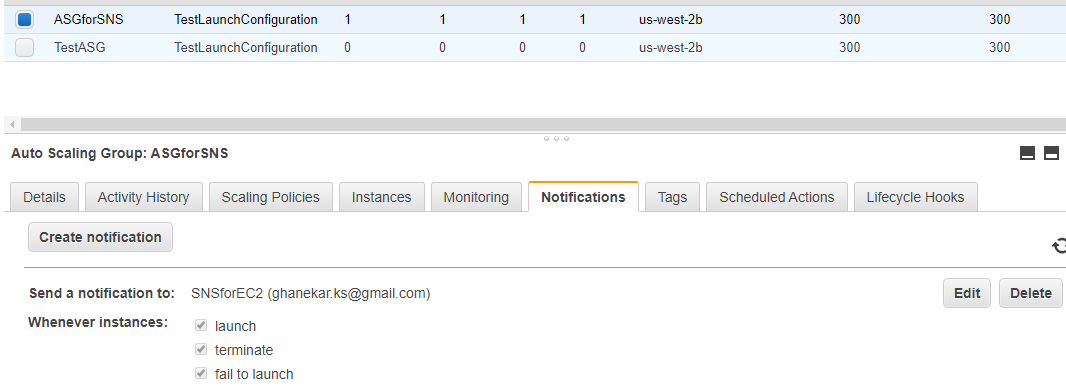 ASGforSNS TestLaunchConfiguration 1 1 1 1 us-west-2b 300 300
TestASG TestLaunchConfiguration 0 0 0 0 us-west-2b 300 300
Auto Scaling Group: ASGforSNS
Details Activity History Scaling Policies Instances Monitoring Notifications Tags Scheduled Actions Lifecycle Hooks
Create notification
Send a notification to: SNSforEC2 (ghanekar.ks@gmail.com) Edit Delete
Whenever instances: launch
terminate
fail to launch